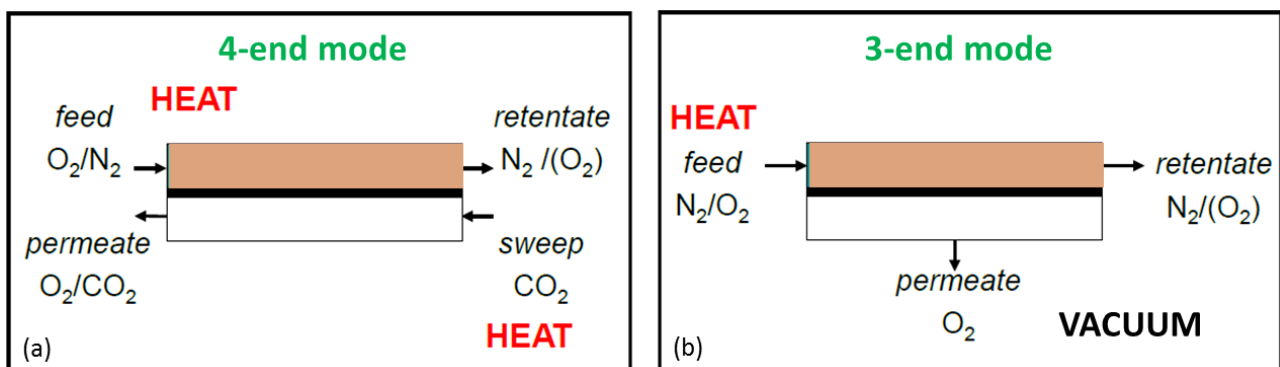 4-end mode
HEAT
feed
O₂/N₂
retentate
N₂ /(O₂)
permeate
O₂/CO₂
sweep
CO₂
HEAT
(a)
3-end mode
HEAT
feed
N₂/O₂
retentate
N₂/(O₂)
permeate
O₂
VACUUM
(b)